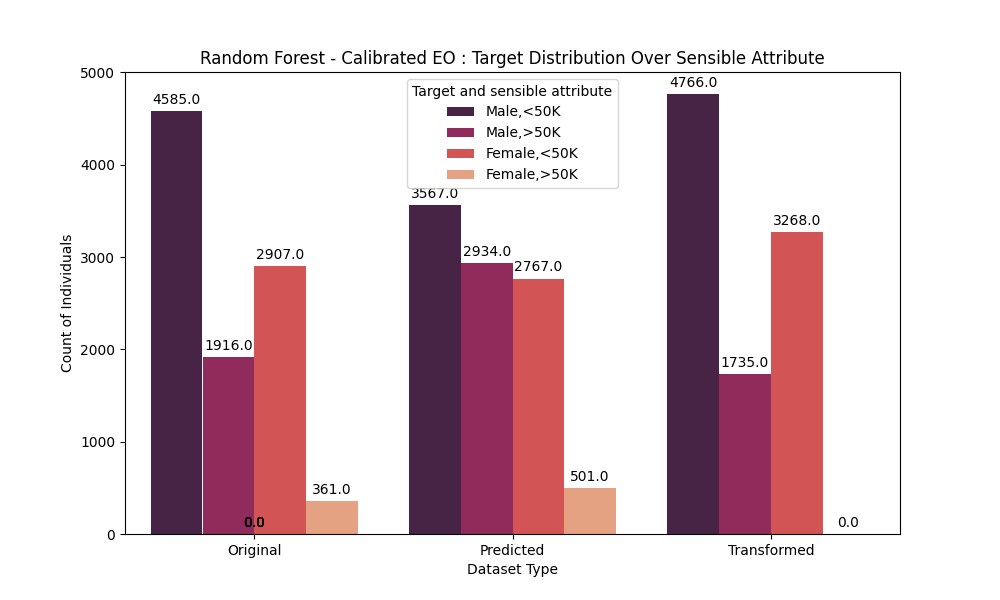 Random Forest - Calibrated EO : Target Distribution Over Sensible Attribute
Count of Individuals
5000
4000
3000
2000
1000
0
Target and sensible attribute
Male,<50K
Male,>50K
Female,<50K
Female,>50K
4585.0
1916.0
0.0
2907.0
361.0
3567.0
2934.0
2767.0
501.0
4766.0
1735.0
3268.0
0.0
Original
Predicted
Transformed
Dataset Type